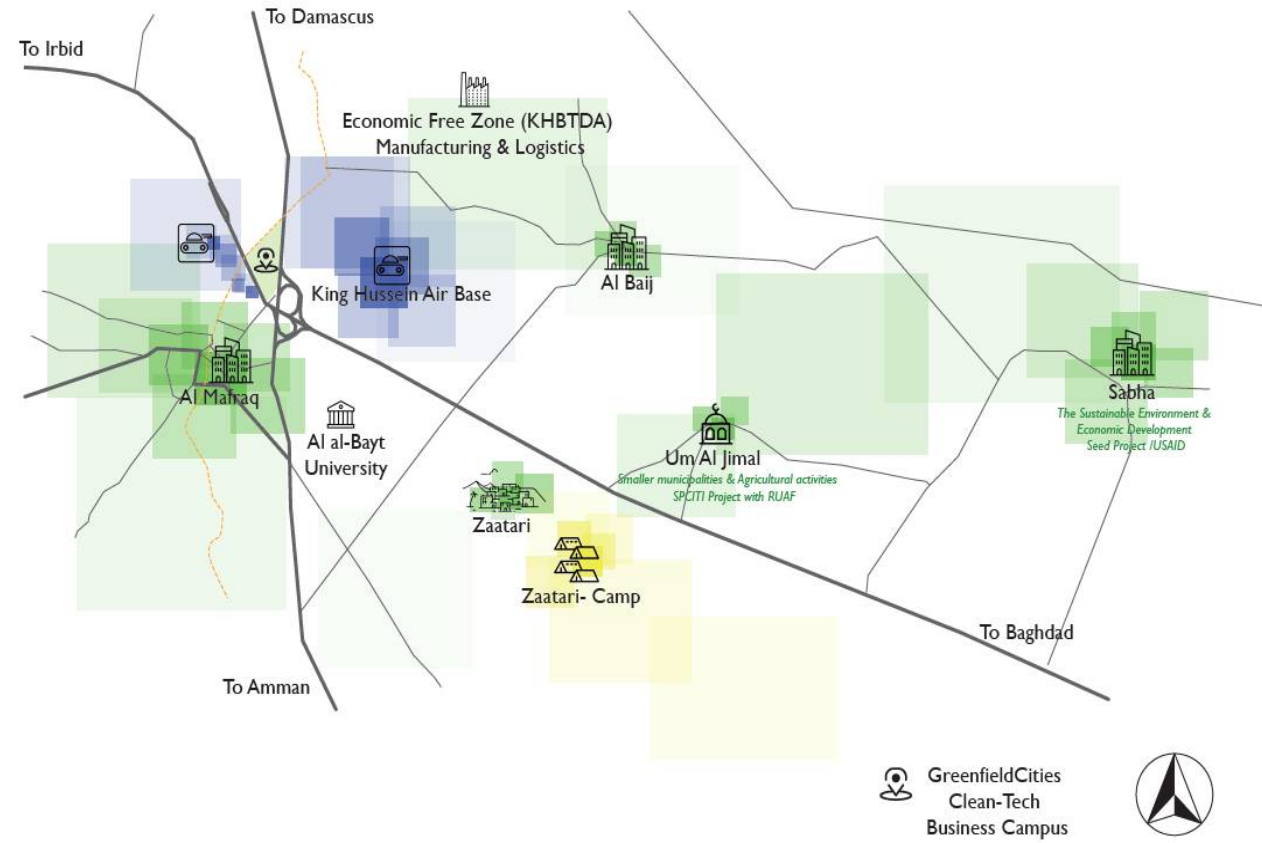 To Damascus
To Irbid
Economic Free Zone (KHBTDA)
Manufacturing & Logistics
King Hussein Air Base
Al Baij
Al Mafraq
Al al-Bayt
University
Sabha
The Sustainable Environment &
Economic Development
Seed Project /USAID
Um Al Jimal
Smaller municipalities & Agricultural activities
SPCITI Project with RUAF
Zaatari
Zaatari- Camp
To Baghdad
To Amman
GreenfieldCities
Clean-Tech
Business Campus